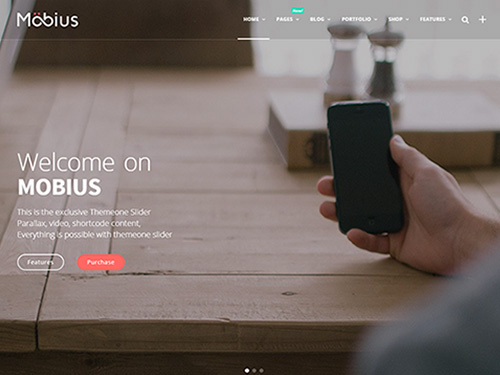 Möbius
HOME PAGES New! BLOG PORTFOLIO SHOP FEATURES
Welcome on
MOBIUS
This is the exclusive Themeone Slider
Parallax, video, shortcode content,
Everything is possible with themeone slider
Features Purchase